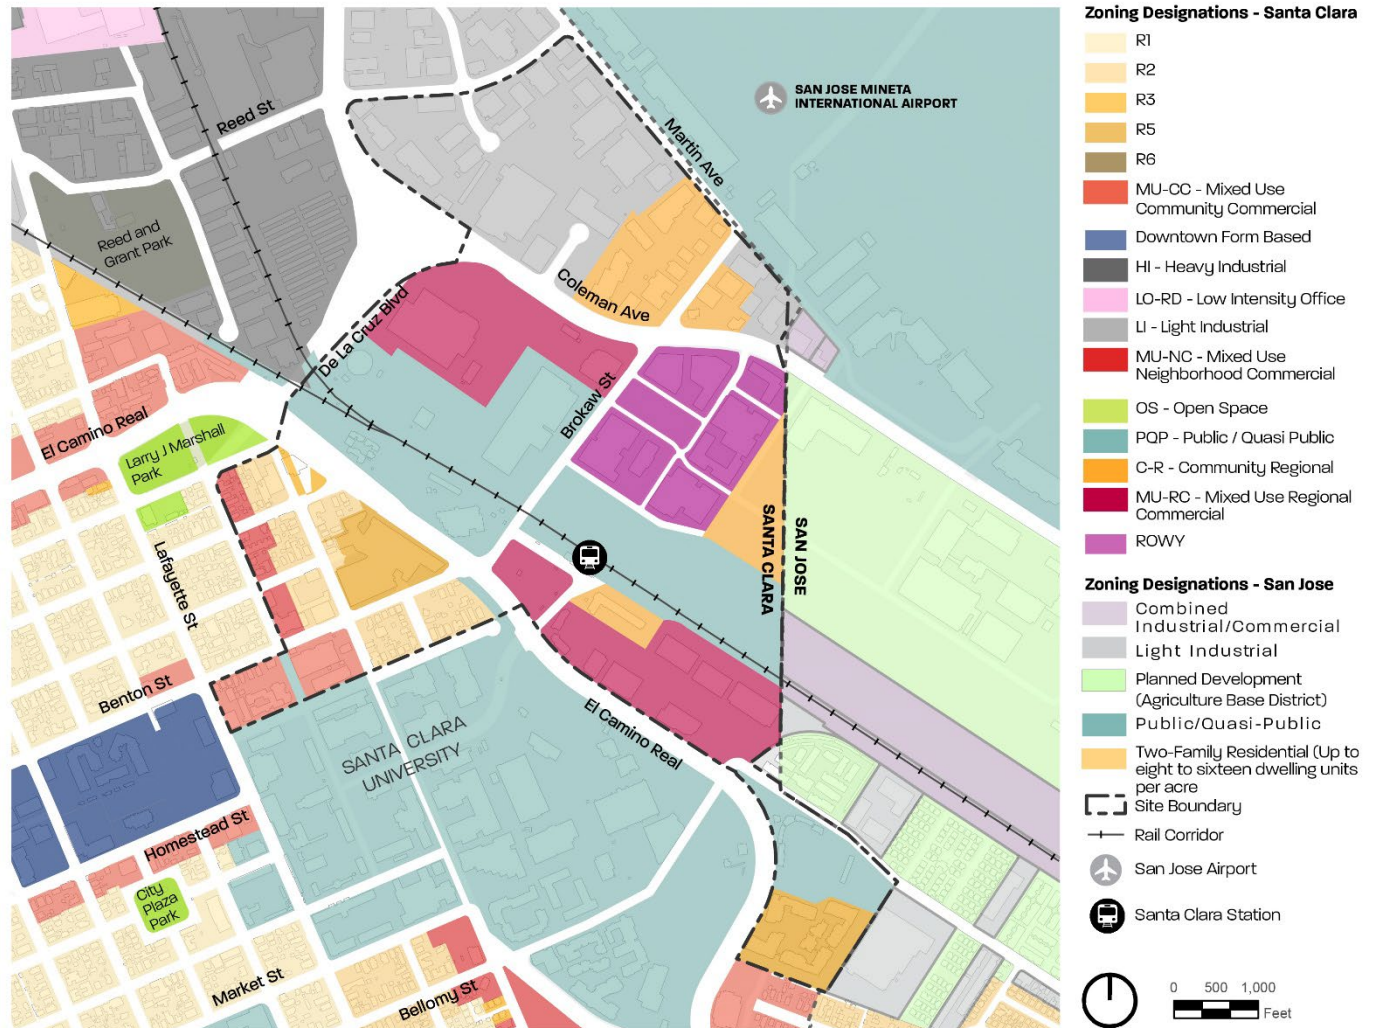 Reed St
Reed and
Grant Park
SAN JOSE MINETA
INTERNATIONAL AIRPORT
Martin Ave
Coleman Ave
De La Cruz Blvd
Brokaw St
El Camino Real
Larry J Marshall
Park
Lafayette St
SANTA CLARA
SAN JOSE
Benton St
SANTA CLARA
UNIVERSITY
El Camino Real
Homestead St
City
Plaza
Park
Market St
Bellomy St
Zoning Designations - Santa Clara
R1
R2
R3
R5
R6
MU-CC - Mixed Use
Community Commercial
Downtown Form Based
HI - Heavy Industrial
LO-RD - Low Intensity Office
LI - Light Industrial
MU-NC - Mixed Use
Neighborhood Commercial
OS - Open Space
PQP - Public / Quasi Public
C-R - Community Regional
MU-RC - Mixed Use Regional
Commercial
ROWY
Zoning Designations - San Jose
Combined
Industrial/Commercial
Light Industrial
Planned Development
(Agriculture Base District)
Public/Quasi-Public
Two-Family Residential (Up to
eight to sixteen dwelling units
per acre
Site Boundary
Rail Corridor
San Jose Airport
Santa Clara Station
0 500 1,000
Feet